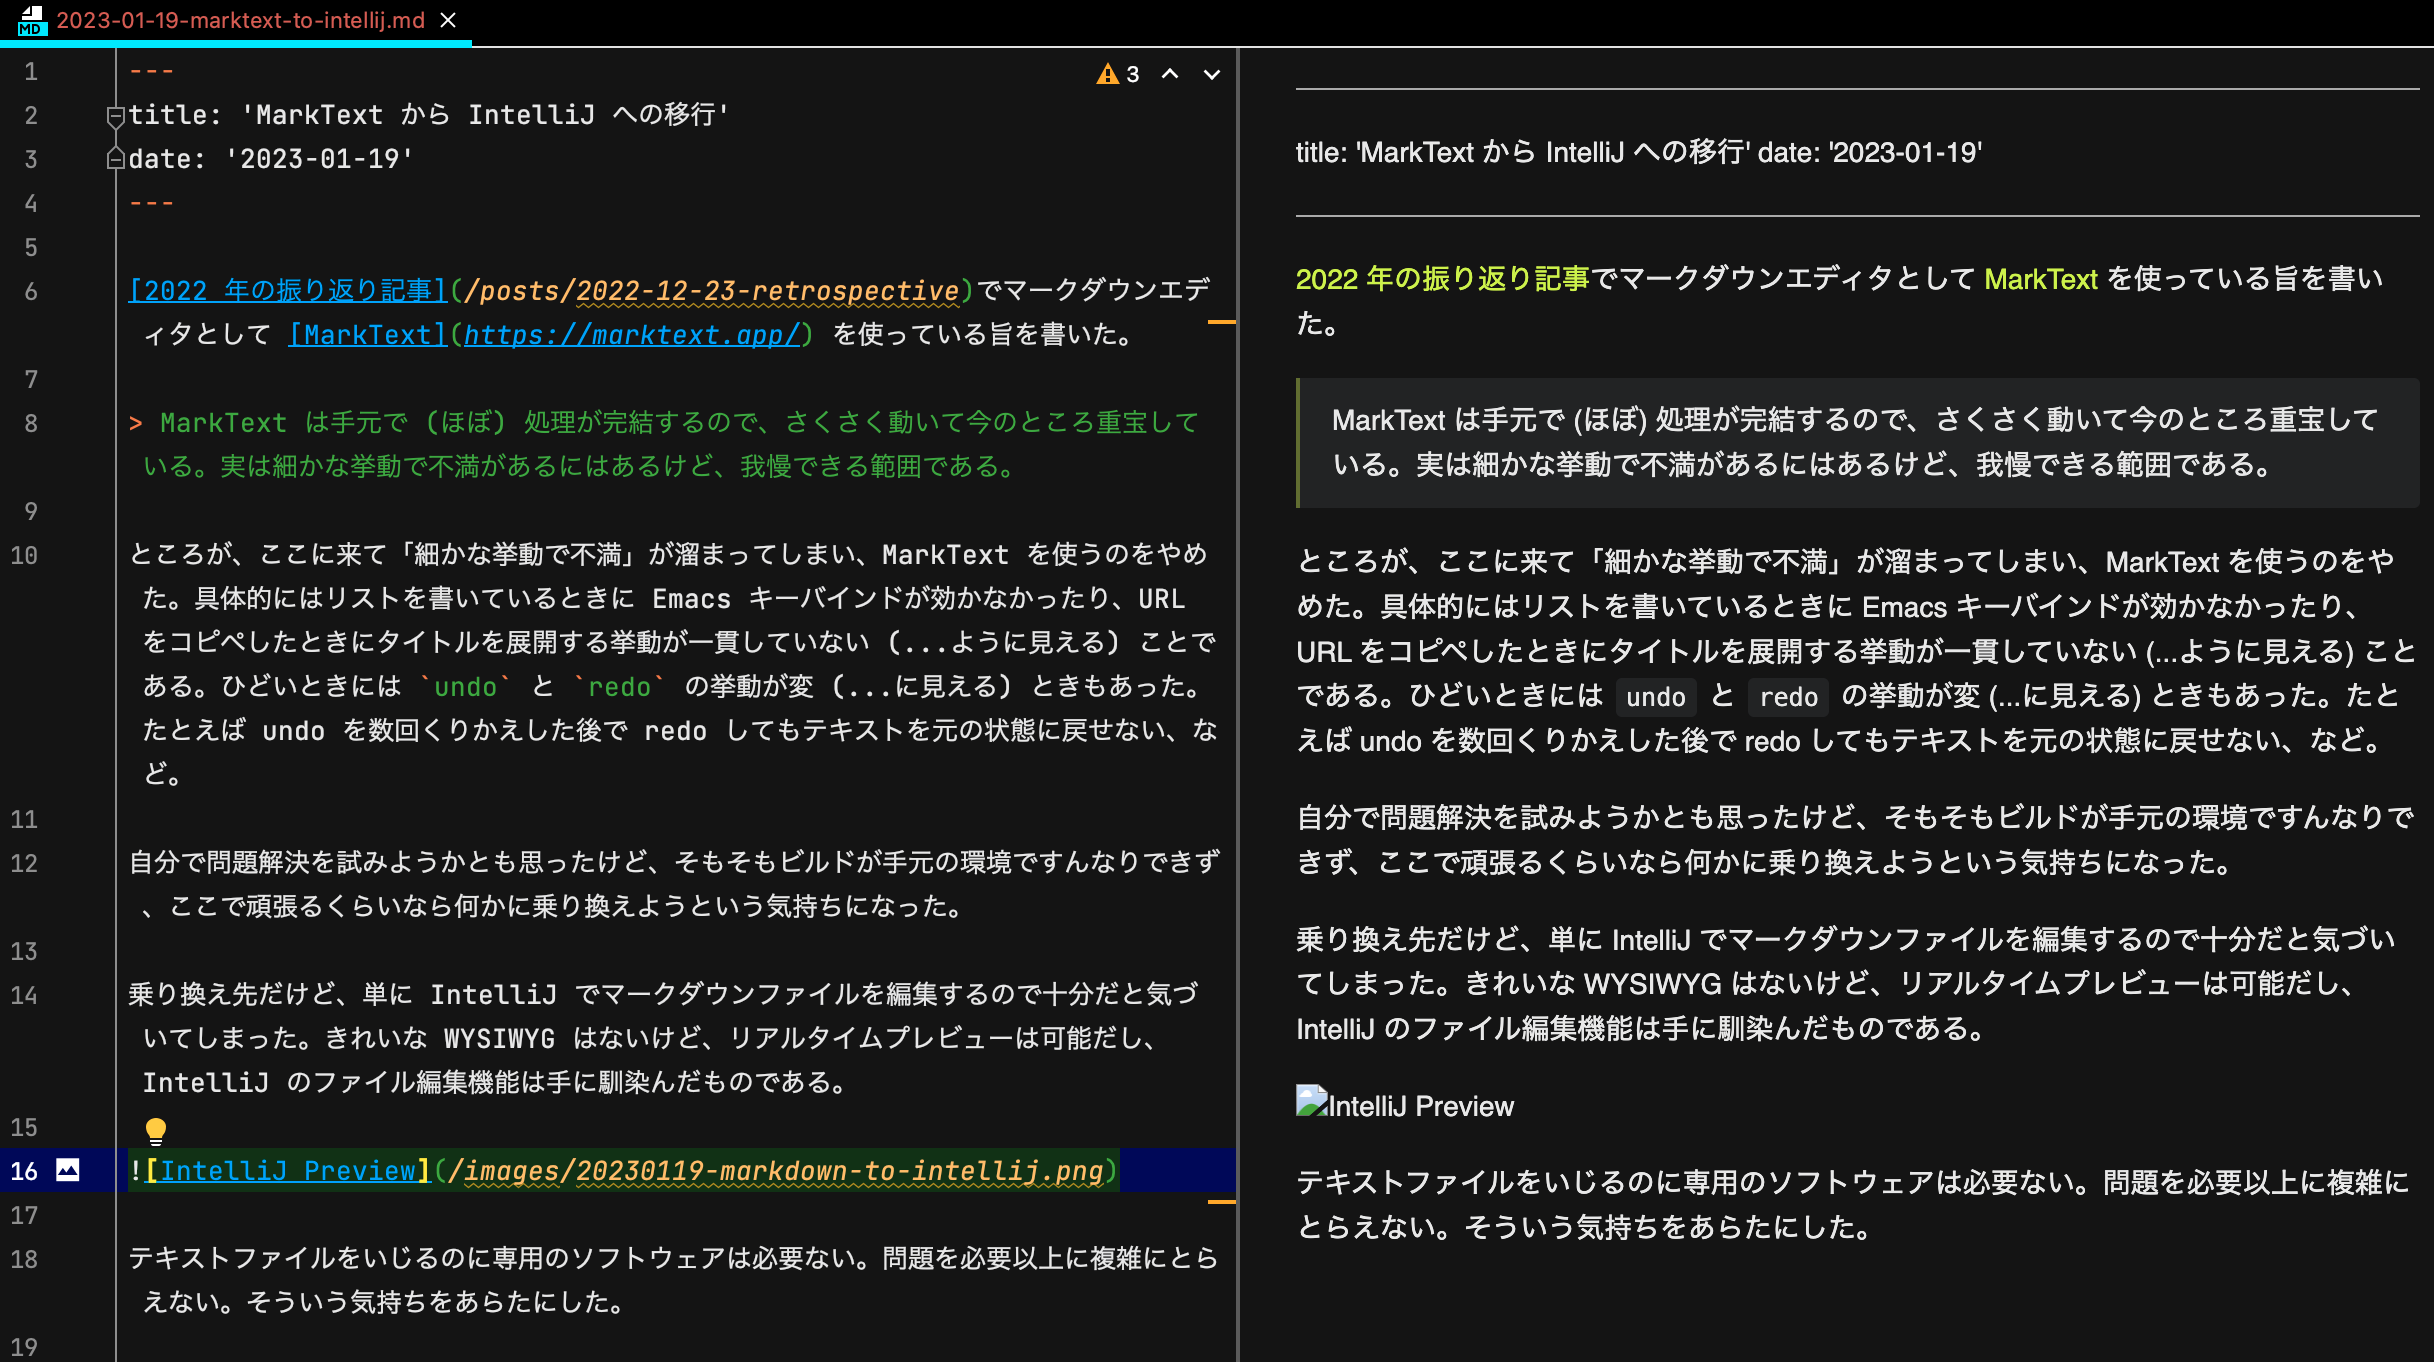 MD 2023-01-19-marktext-to-intellij.md
3
1 ---
2 title: 'MarkText から IntelliJ への移行'
3 date: '2023-01-19'
4 ---
5
6 [2022 年の振り返り記事](/posts/2022-12-23-retrospective)でマークダウンエデ
ィタとして [MarkText](https://marktext.app/) を使っている旨を書いた。
7
8 > MarkText は手元で (ほぼ) 処理が完結するので、さくさく動いて今のところ重宝して
いる。実は細かな挙動で不満があるにはあるけど、我慢できる範囲である。
9
10 ところが、ここに来て「細かな挙動で不満」が溜まってしまい、MarkText を使うのをやめ
た。具体的にはリストを書いているときに Emacs キーバインドが効かなかったり、URL
をコピペしたときにタイトルを展開する挙動が一貫していない (...ように見える) ことで
ある。ひどいときには `undo` と `redo` の挙動が変 (...に見える) ときもあった。
たとえば undo を数回くりかえした後で redo してもテキストを元の状態に戻せない、な
ど。
11
12 自分で問題解決を試みようかとも思ったけど、そもそもビルドが手元の環境ですんなりできず
、ここで頑張るくらいなら何かに乗り換えようという気持ちになった。
13
14 乗り換え先だけど、単に IntelliJ でマークダウンファイルを編集するので十分だと気づ
いてしまった。きれいな WYSIWYG はないけど、リアルタイムプレビューは可能だし、
IntelliJ のファイル編集機能は手に馴染んだものである。
15
16 ![IntelliJ Preview](/images/20230119-markdown-to-intellij.png)
17
18 テキストファイルをいじるのに専用のソフトウェアは必要ない。問題を必要以上に複雑にとら
えない。そういう気持ちをあらたにした。
19
title: 'MarkText から IntelliJ への移行' date: '2023-01-19'
2022 年の振り返り記事でマークダウンエディタとして MarkText を使っている旨を書い
た。
MarkText は手元で (ほぼ) 処理が完結するので、さくさく動いて今のところ重宝して
いる。実は細かな挙動で不満があるにはあるけど、我慢できる範囲である。
ところが、ここに来て「細かな挙動で不満」が溜まってしまい、MarkText を使うのをや
めた。具体的にはリストを書いているときに Emacs キーバインドが効かなかったり、
URL をコピペしたときにタイトルを展開する挙動が一貫していない (...ように見える) こと
である。ひどいときには undo と redo の挙動が変 (...に見える) ときもあった。たと
えば undo を数回くりかえした後で redo してもテキストを元の状態に戻せない、など。
自分で問題解決を試みようかとも思ったけど、そもそもビルドが手元の環境ですんなりで
きず、ここで頑張るくらいなら何かに乗り換えようという気持ちになった。
乗り換え先だけど、単に IntelliJ でマークダウンファイルを編集するので十分だと気づい
てしまった。きれいな WYSIWYG はないけど、リアルタイムプレビューは可能だし、
IntelliJ のファイル編集機能は手に馴染んだものである。
IntelliJ Preview
テキストファイルをいじるのに専用のソフトウェアは必要ない。問題を必要以上に複雑に
とらえない。そういう気持ちをあらたにした。